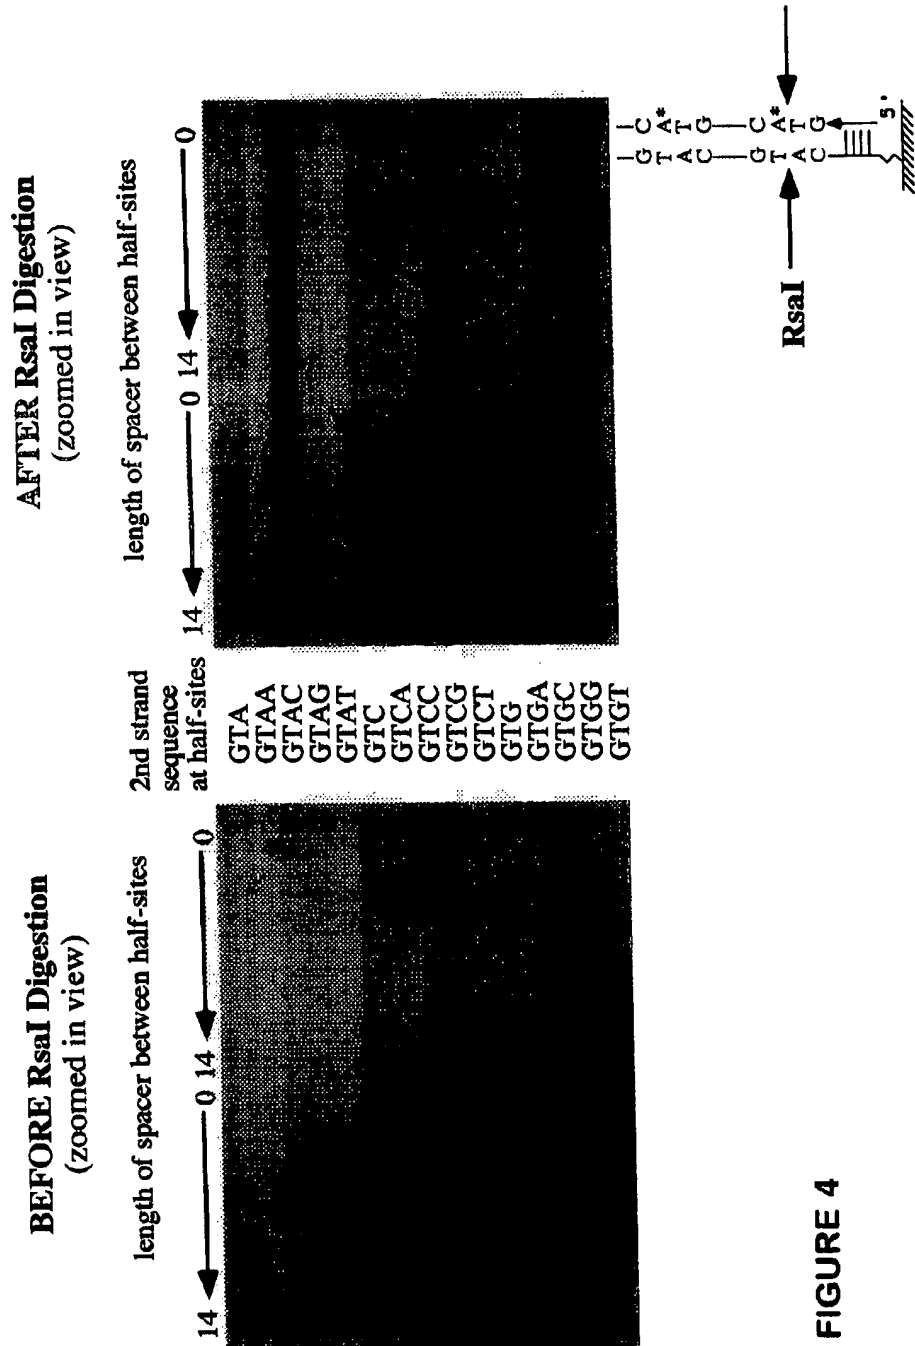 BEFORE RsaI Digestion
(zoomed in view)
length of spacer between half-sites
14 0 14 0
2nd strand
sequence
at half-sites
GTA
GTAA
GTAC
GTAG
GTAT
GTC
GTCA
GTCC
GTCG
GTCT
GTG
GTGA
GTGC
GTGG
GTGT
AFTER RsaI Digestion
(zoomed in view)
length of spacer between half-sites
14 0 14 0
RsaI
G T A C G T A C
C A* T G C A* T G
5'
FIGURE 4